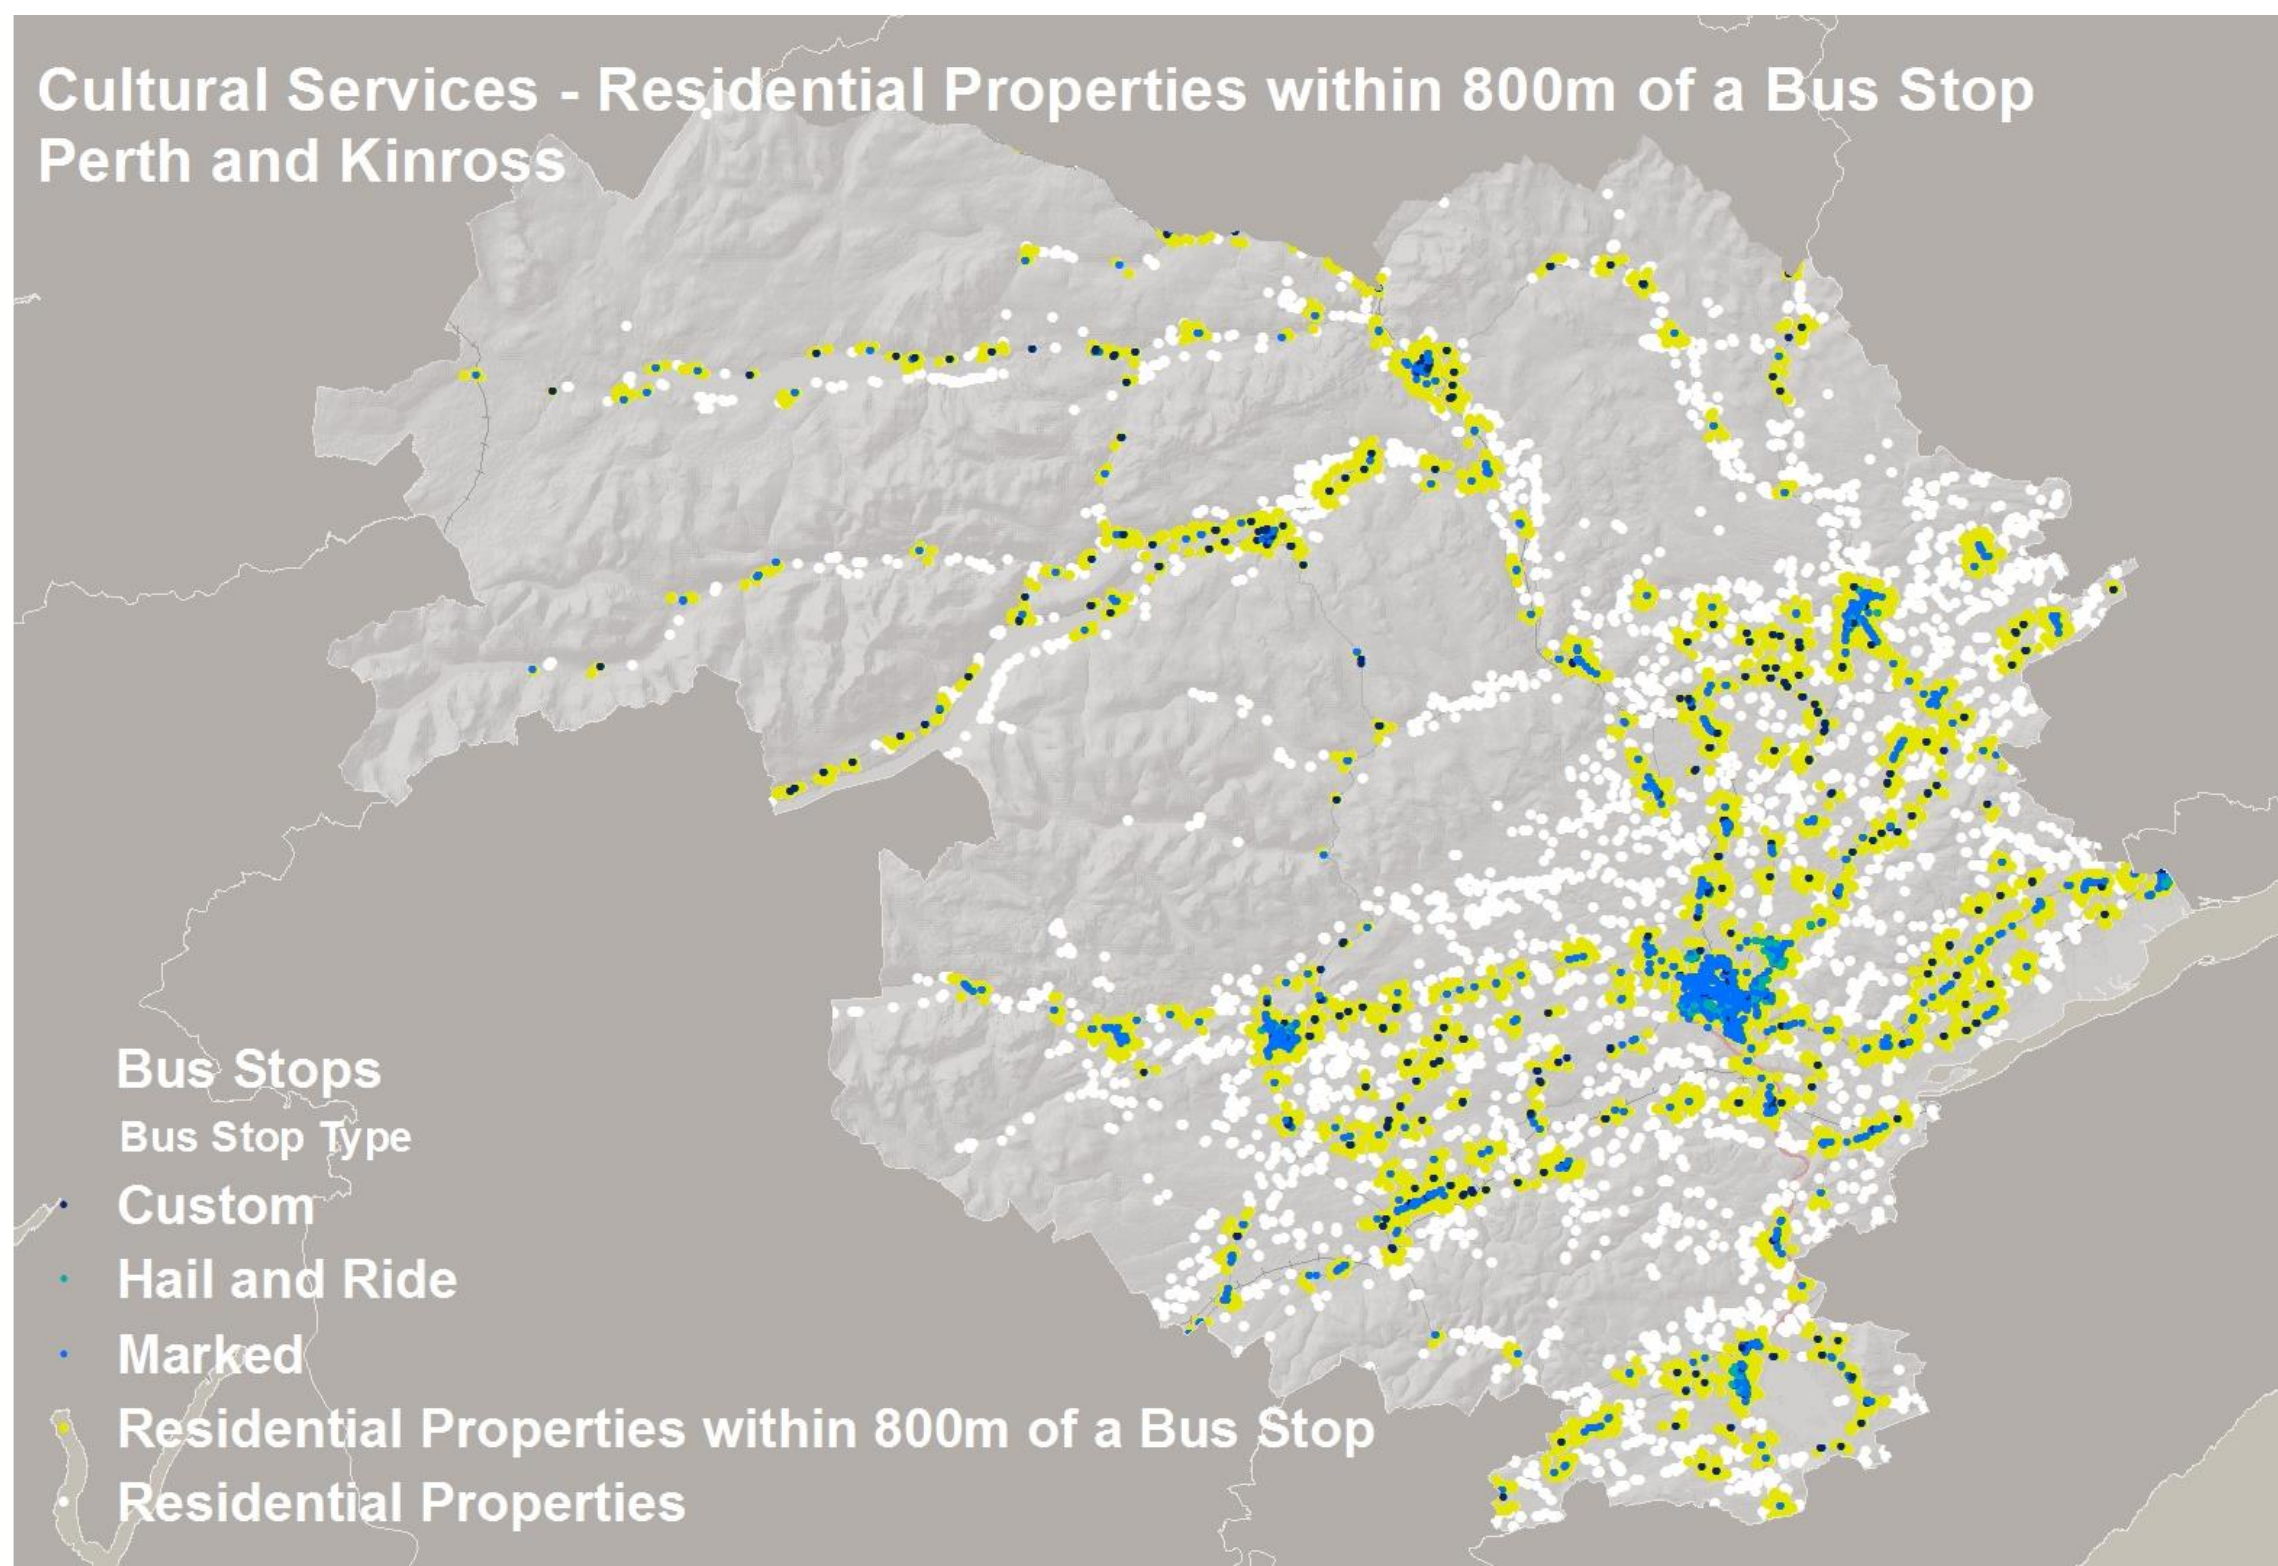 Cultural Services - Residential Properties within 800m of a Bus Stop
Perth and Kinross
Bus Stops
Bus Stop Type
Custom
Hail and Ride
Marked
Residential Properties within 800m of a Bus Stop
Residential Properties